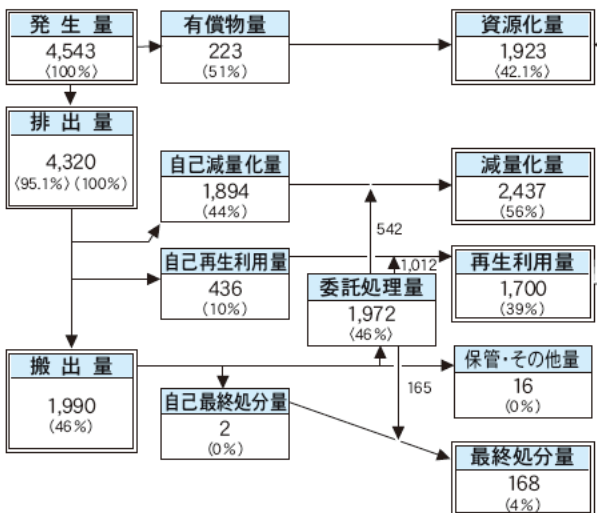 発生量
4,543
〈100%〉
有償物量
223
(51%)
資源化量
1,923
〈42.1%〉
排出量
4,320
〈95.1%〉(100%)
自己減量化量
1,894
(44%)
減量化量
2,437
(56%)
542
自己再生利用量
436
(10%)
1,012
再生利用量
1,700
(39%)
委託処理量
1,972
〈46%〉
搬出量
1,990
(46%)
保管・その他量
16
(0%)
165
自己最終処分量
2
(0%)
最終処分量
168
(4%)